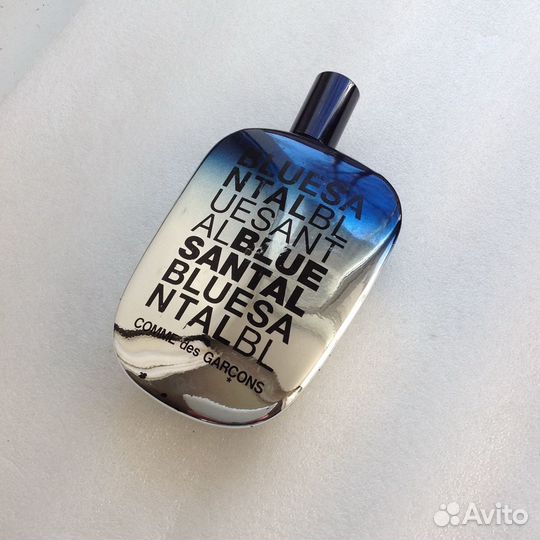 BLUESA
NTALBL
UESANT
ALBLUE
SANTAL
BLUESA
NTALBL
COMME des GARÇONS
*
Avito